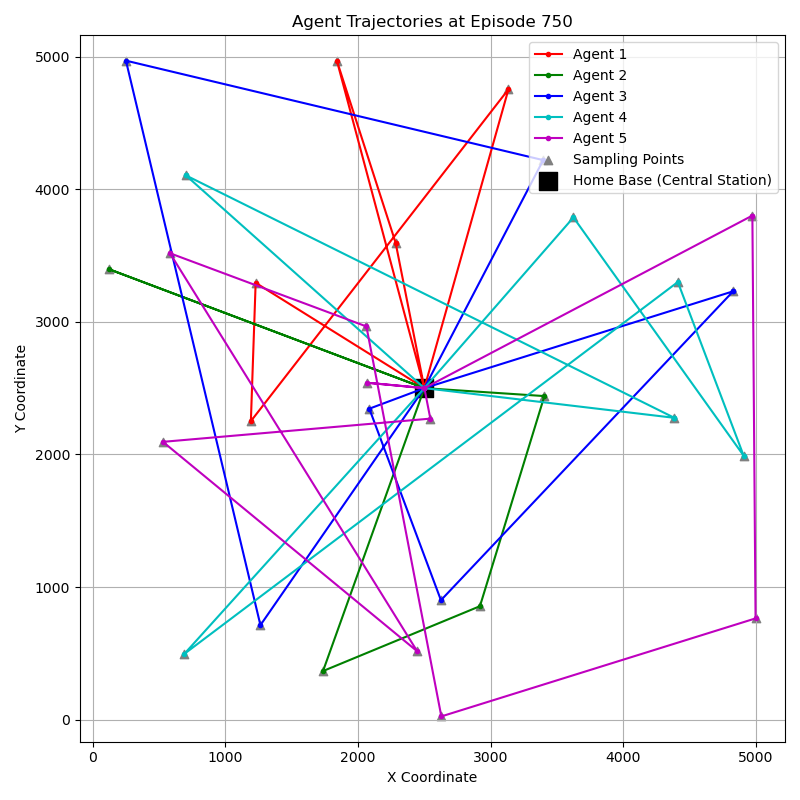 Agent Trajectories at Episode 750
Agent 1
Agent 2
Agent 3
Agent 4
Agent 5
Sampling Points
Home Base (Central Station)
Y Coordinate
5000
4000
3000
2000
1000
0
0
1000
2000
3000
4000
5000
X Coordinate